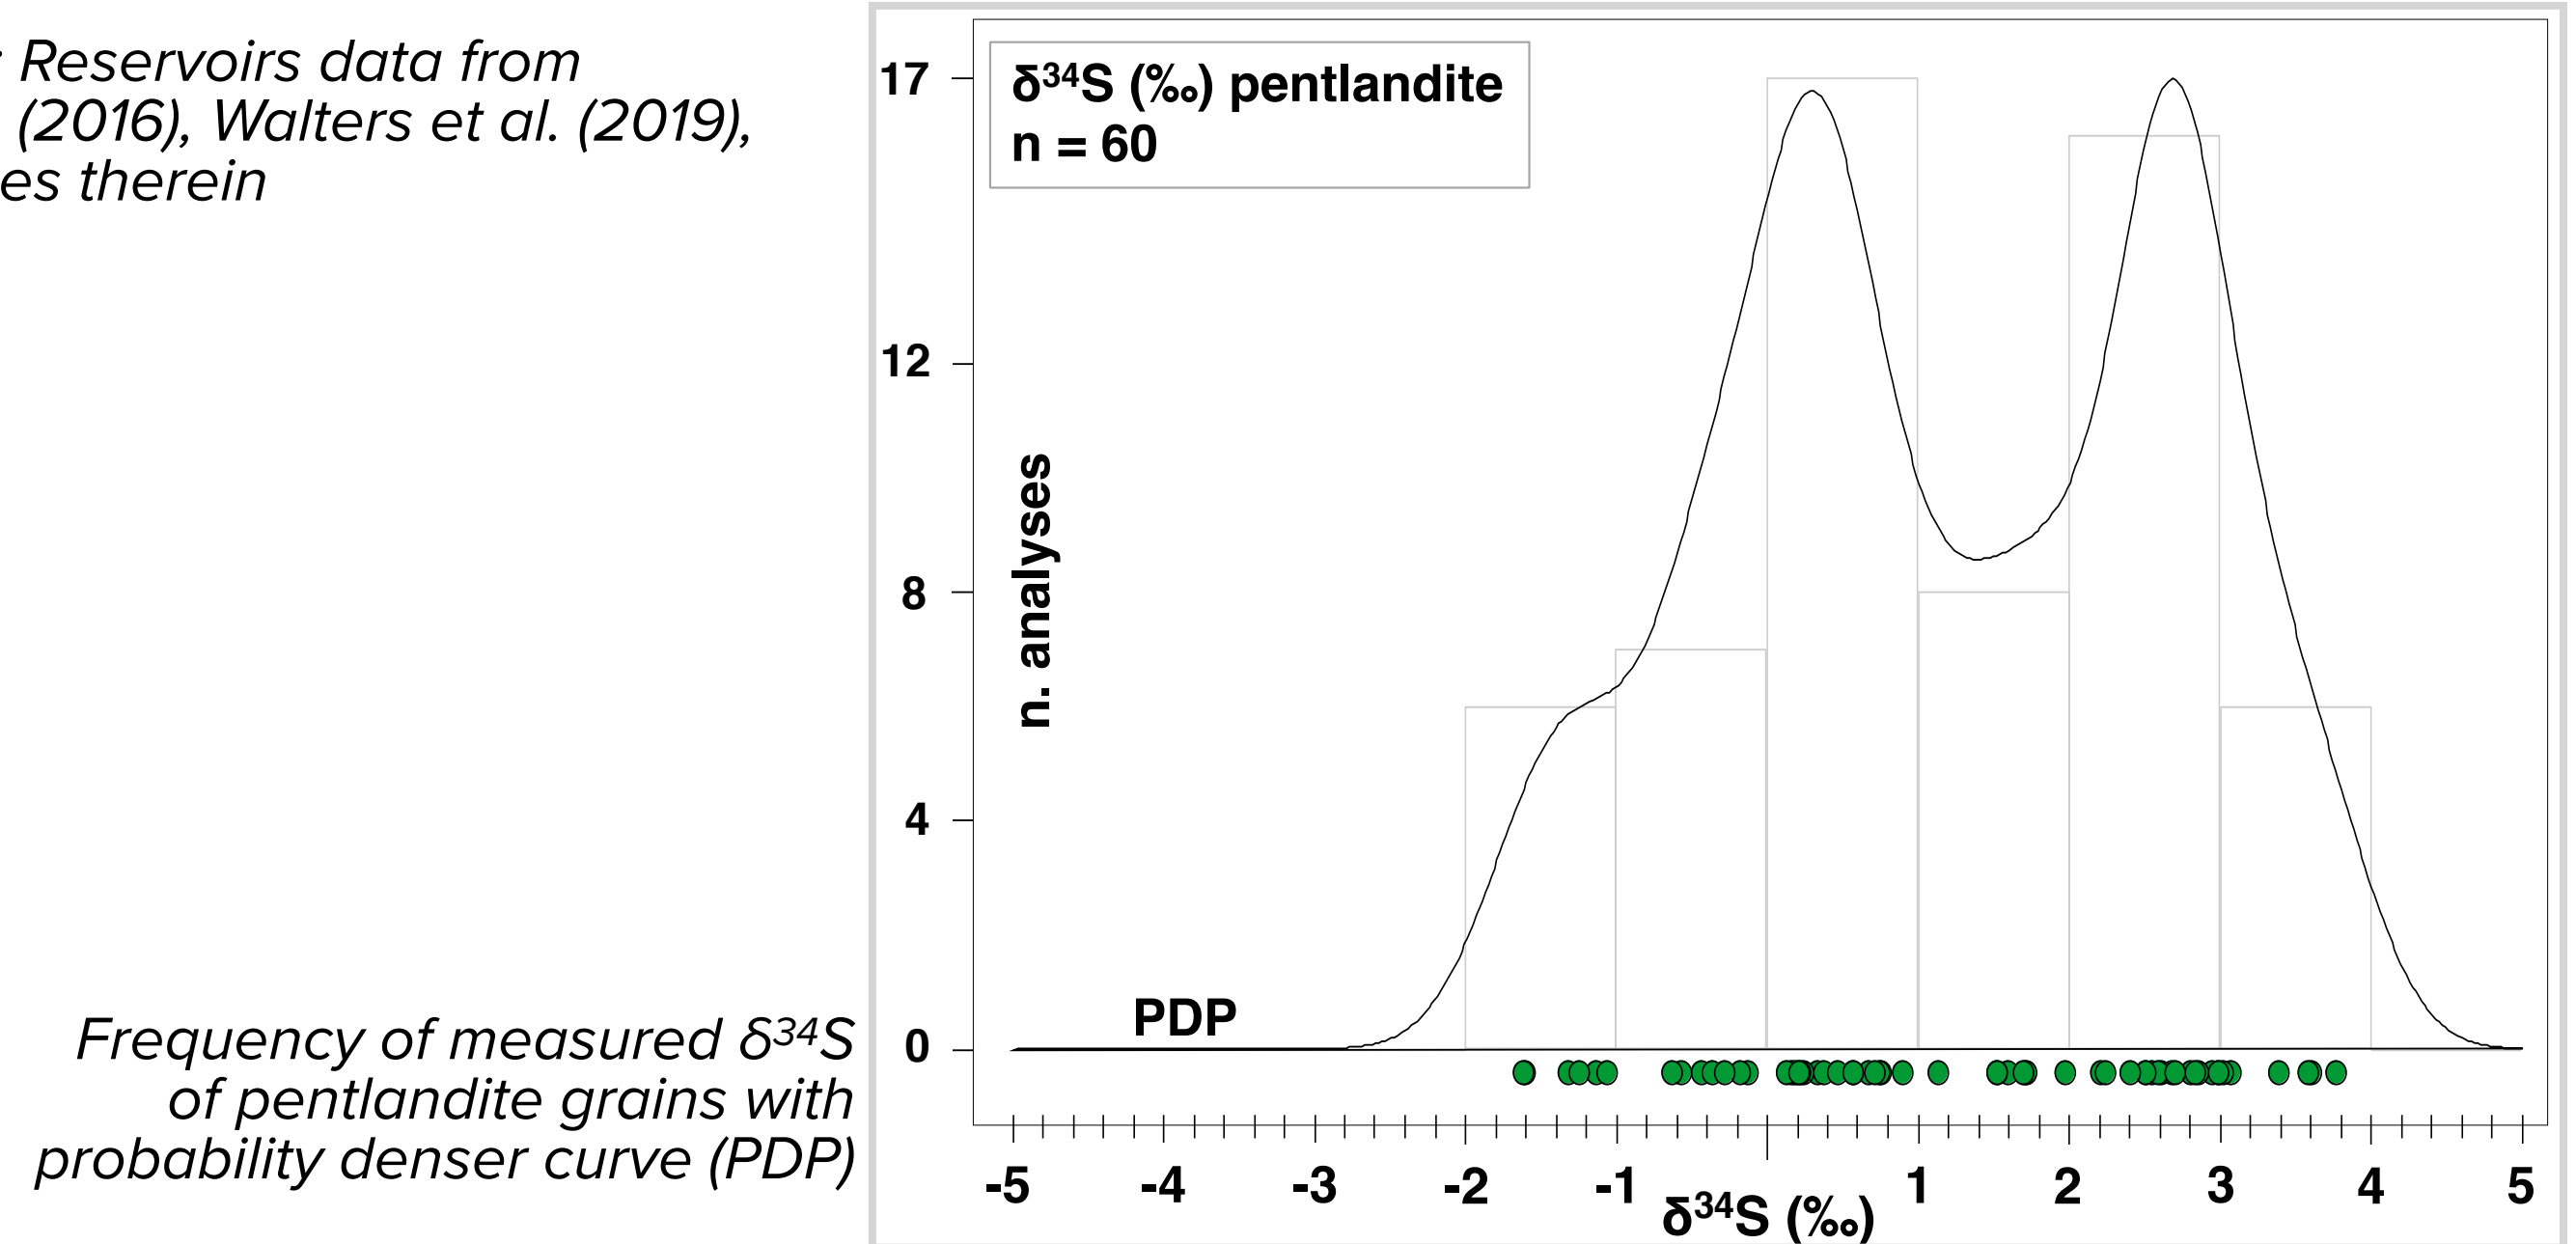 : Reservoirs data from
(2016), Walters et al. (2019),
es therein
δ³⁴S (‰) pentlandite
n = 60
17
12
8
4
0
n. analyses
PDP
Frequency of measured δ³⁴S
of pentlandite grains with
probability denser curve (PDP)
-5 -4 -3 -2 -1 1 2 3 4 5
δ³⁴S (‰)